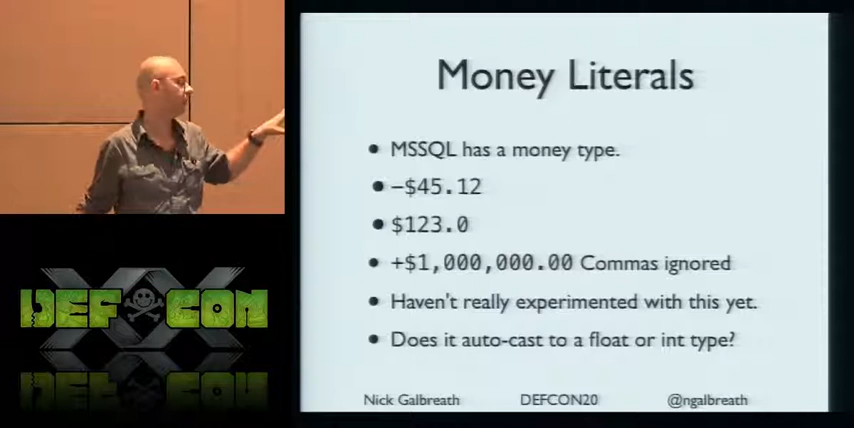 Money Literals
MSSQL has a money type.
–$45.12
$123.0
+$1,000,000.00 Commas ignored
Haven't really experimented with this yet.
Does it auto-cast to a float or int type?
Nick Galbreath DEFCON20 @ngalbreath
XX
DEF CON